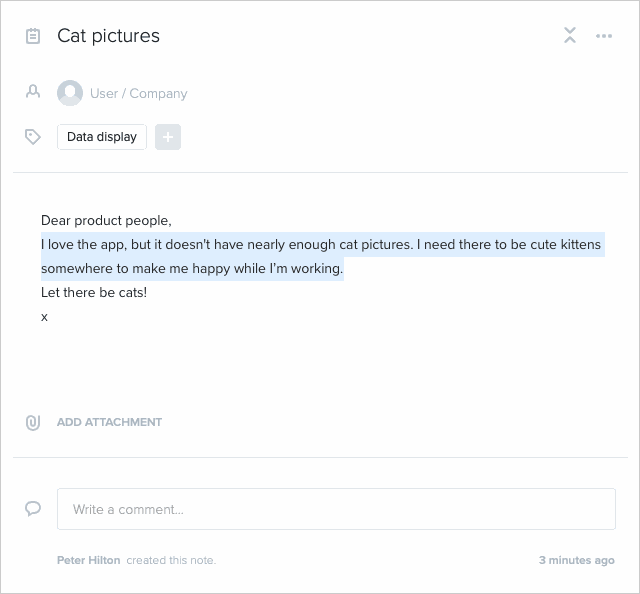 Cat pictures
User / Company
Data display
Dear product people,
I love the app, but it doesn't have nearly enough cat pictures. I need there to be cute kittens
somewhere to make me happy while I'm working.
Let there be cats!
x
ADD ATTACHMENT
Write a comment...
Peter Hilton created this note. 3 minutes ago